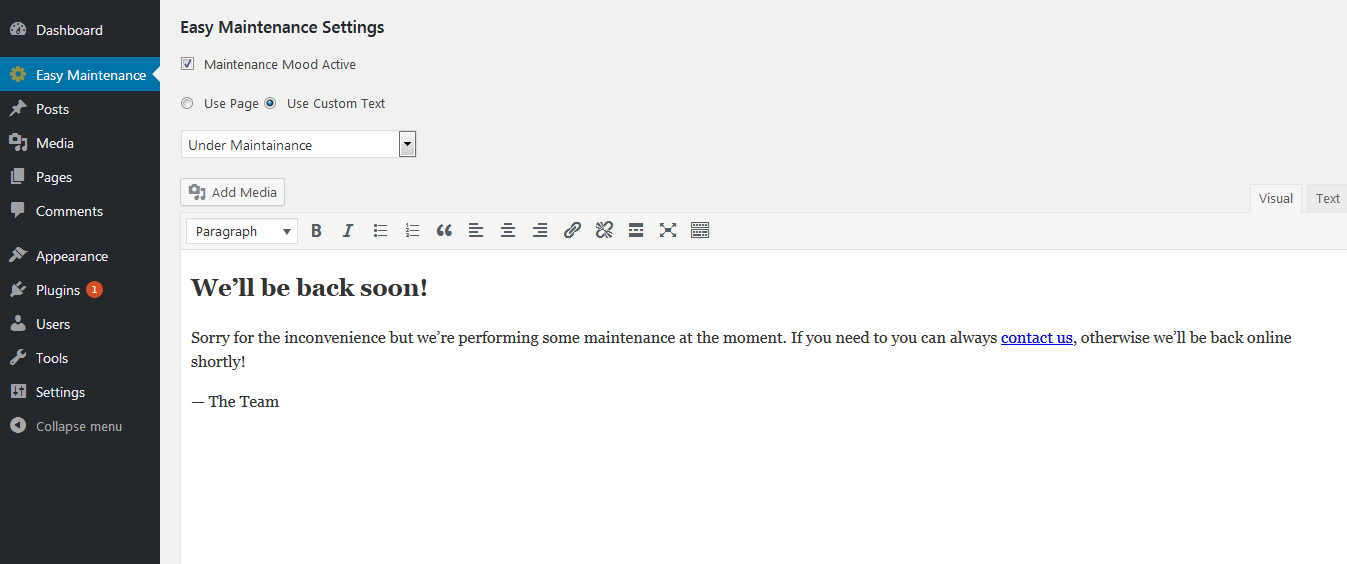 Dashboard
Easy Maintenance
Posts
Media
Pages
Comments
Appearance
Plugins 1
Users
Tools
Settings
Collapse menu
Easy Maintenance Settings
Maintenance Mood Active
Use Page Use Custom Text
Under Maintainance
Add Media
Visual Text
Paragraph
We’ll be back soon!
Sorry for the inconvenience but we’re performing some maintenance at the moment. If you need to you can always contact us, otherwise we’ll be back online
shortly!
— The Team